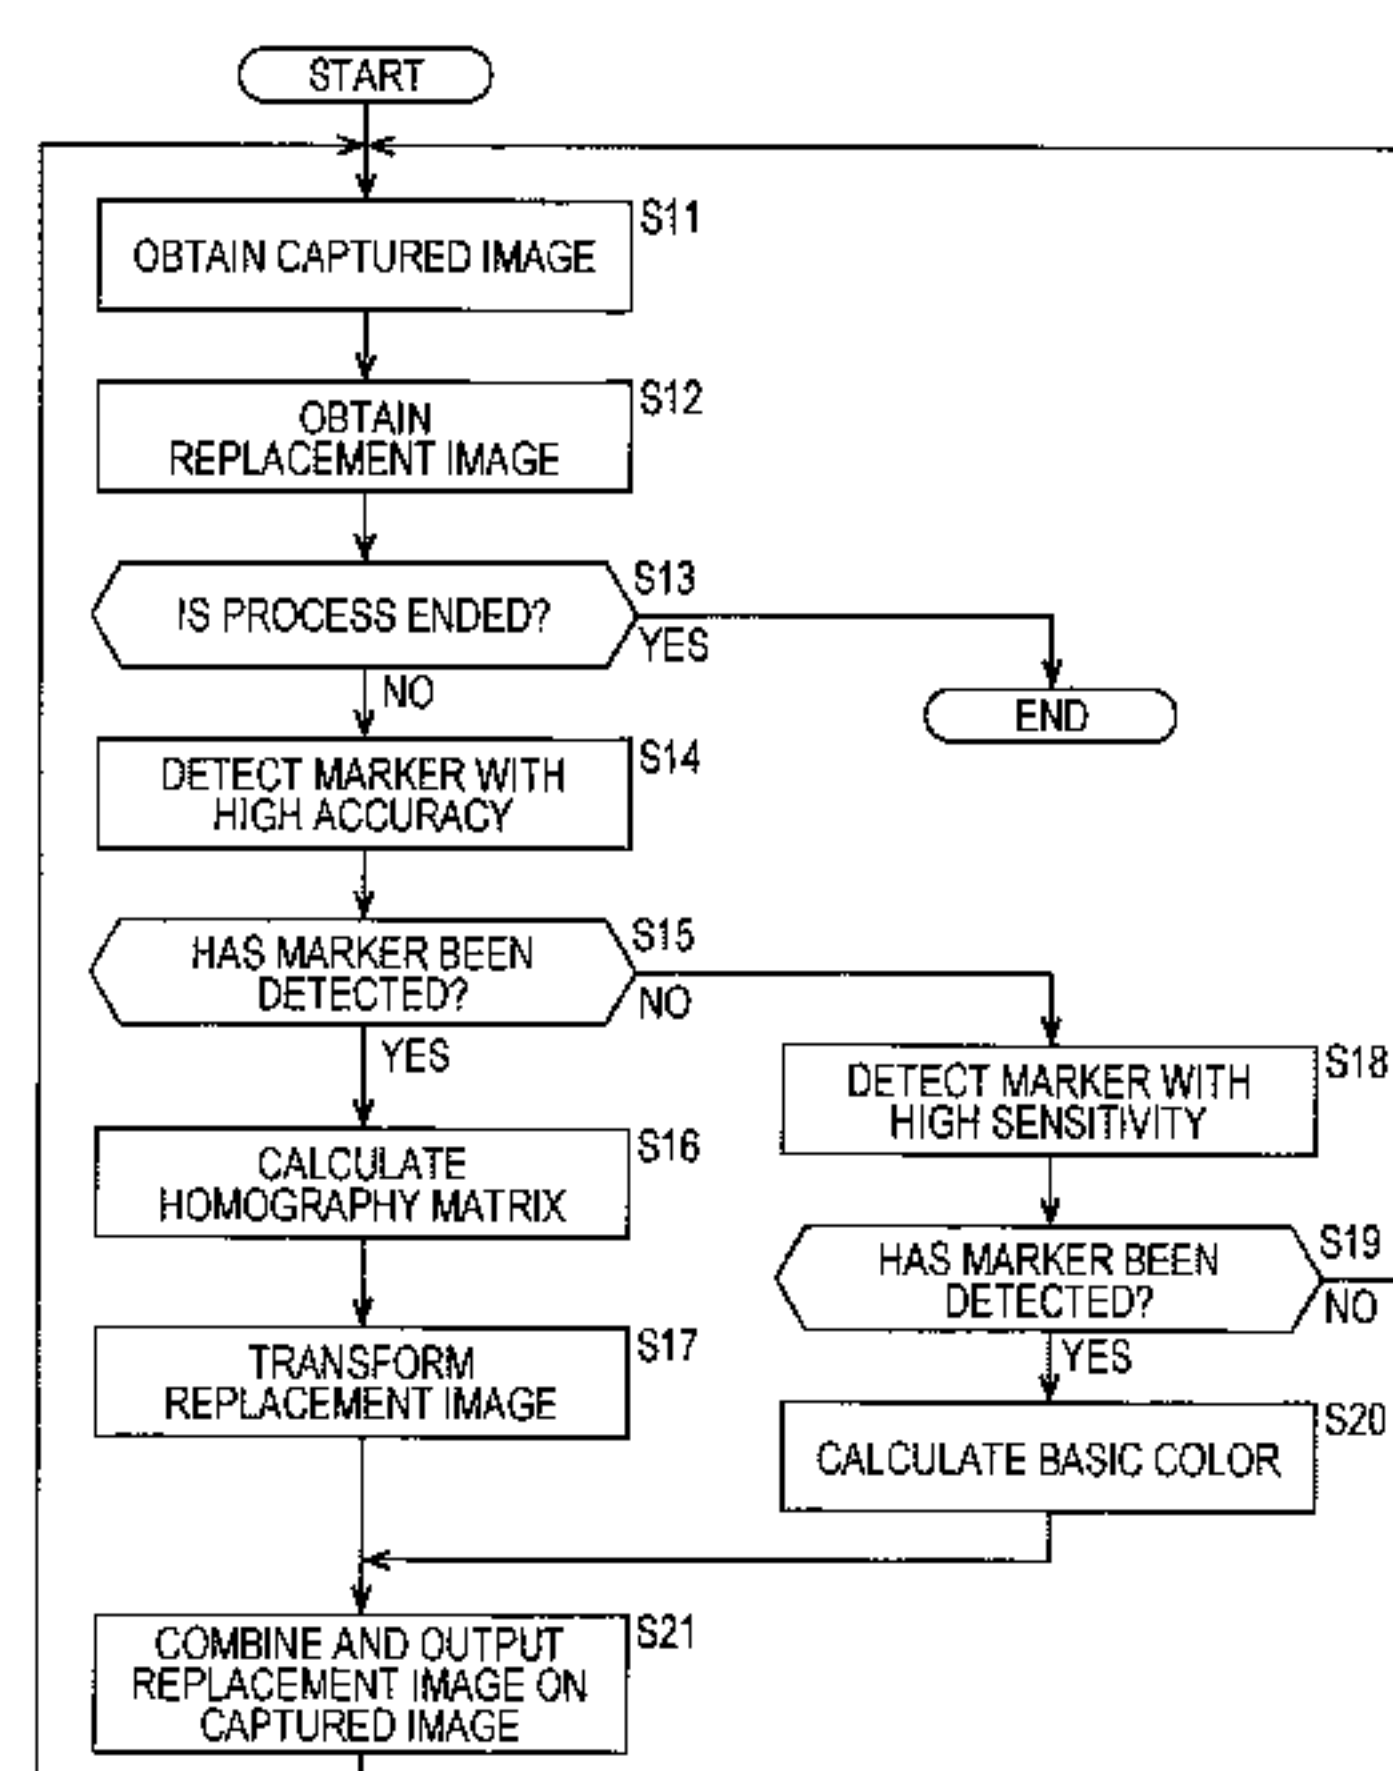 START
S11
OBTAIN CAPTURED IMAGE
S12
OBTAIN
REPLACEMENT IMAGE
S13
IS PROCESS ENDED?
YES
NO
END
S14
DETECT MARKER WITH
HIGH ACCURACY
S15
HAS MARKER BEEN
DETECTED?
NO
YES
S18
DETECT MARKER WITH
HIGH SENSITIVITY
S16
CALCULATE
HOMOGRAPHY MATRIX
S19
HAS MARKER BEEN
DETECTED?
NO
YES
S17
TRANSFORM
REPLACEMENT IMAGE
S20
CALCULATE BASIC COLOR
S21
COMBINE AND OUTPUT
REPLACEMENT IMAGE ON
CAPTURED IMAGE